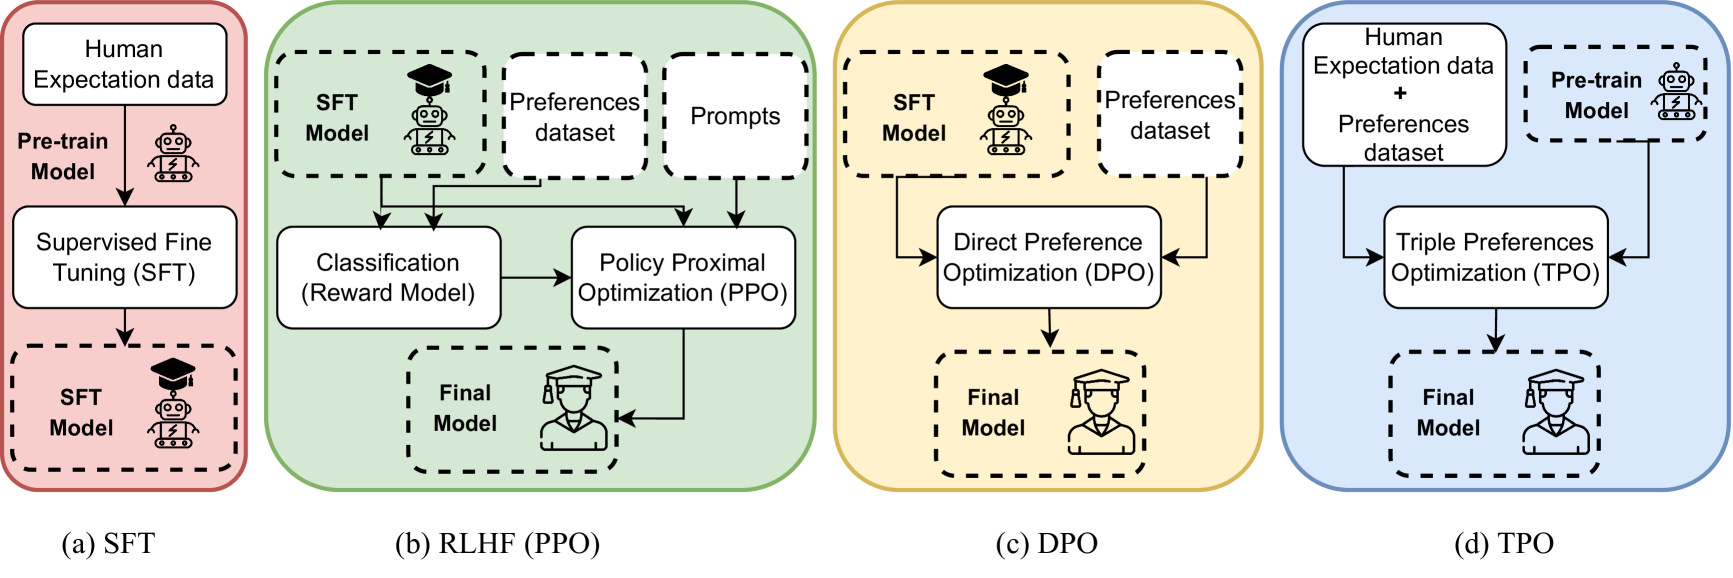 Human
Expectation data
Pre-train
Model
Supervised Fine
Tuning (SFT)
SFT
Model
(a) SFT
SFT
Model
Preferences
dataset
Prompts
Classification
(Reward Model)
Policy Proximal
Optimization (PPO)
Final
Model
(b) RLHF (PPO)
SFT
Model
Preferences
dataset
Direct Preference
Optimization (DPO)
Final
Model
(c) DPO
Human
Expectation data
+
Preferences
dataset
Pre-train
Model
Triple Preferences
Optimization (TPO)
Final
Model
(d) TPO